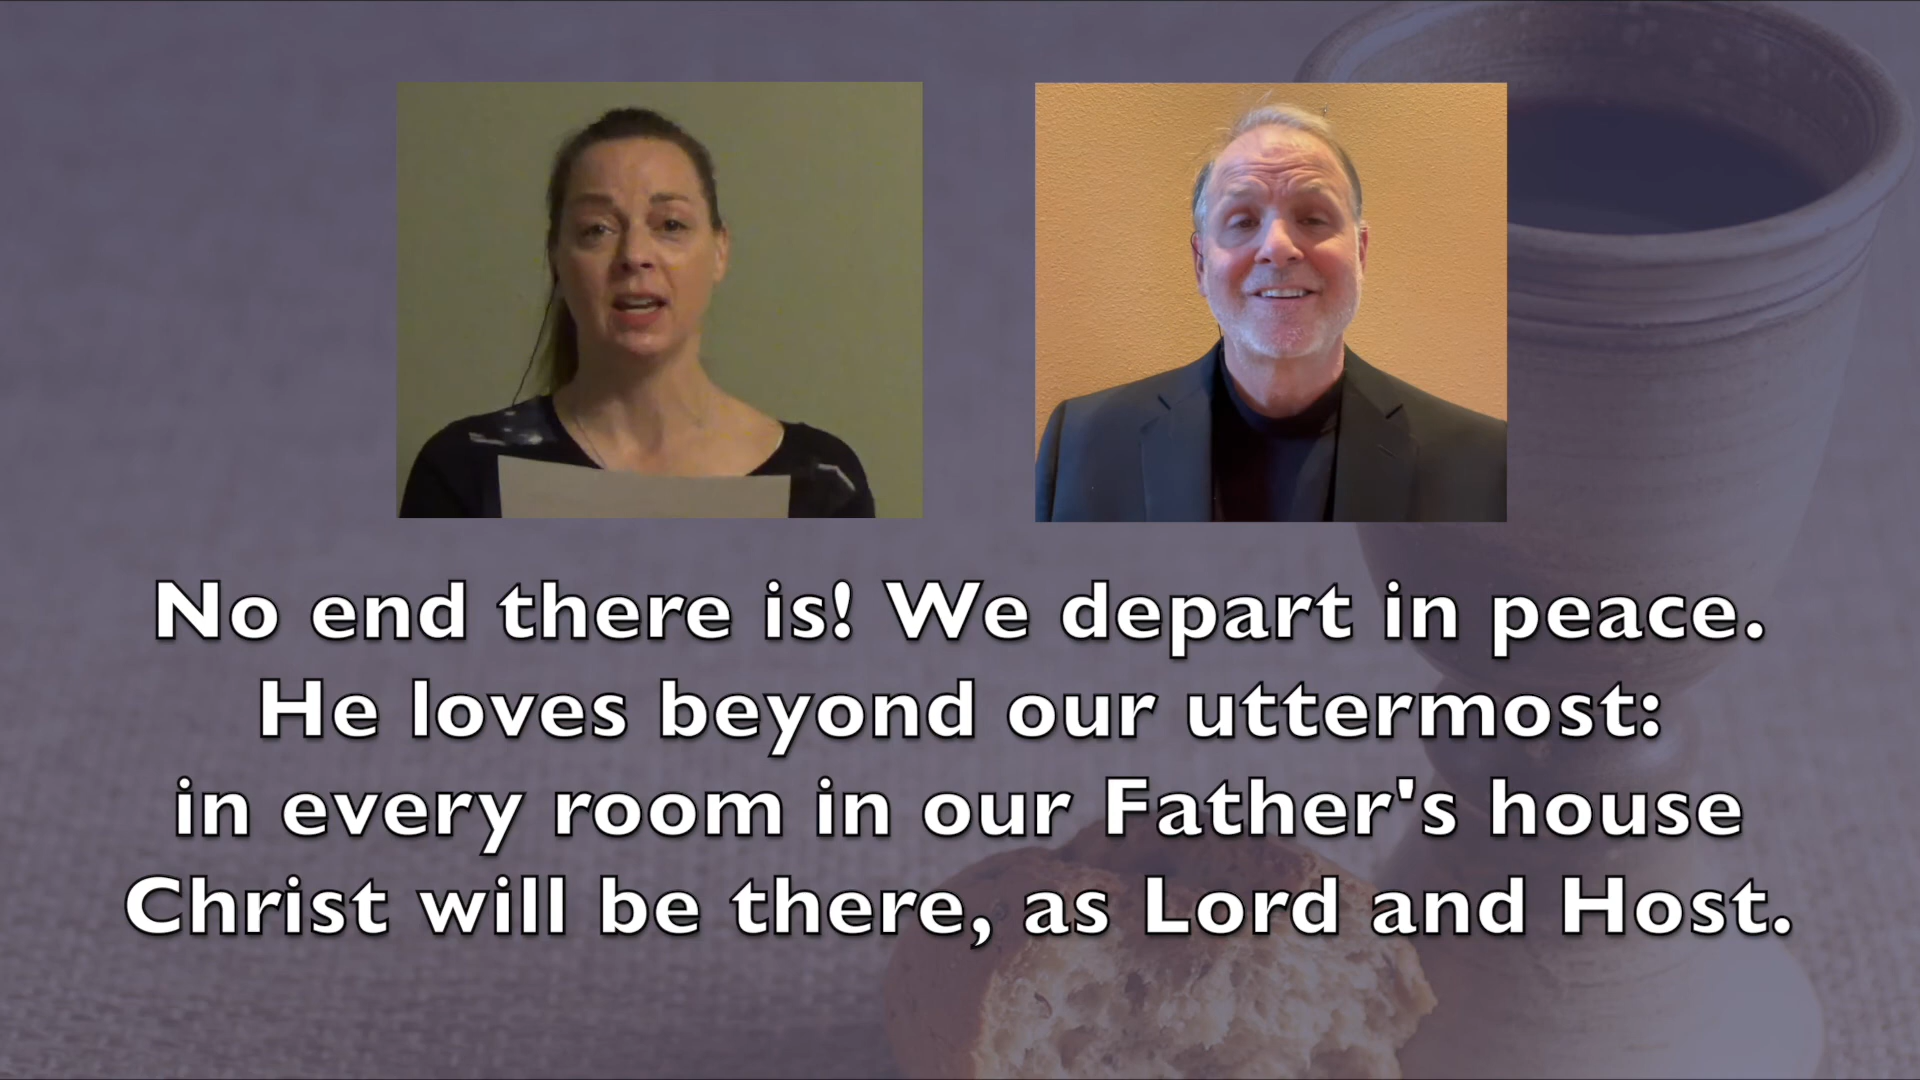 No end there is! We depart in peace.
He loves beyond our uttermost:
in every room in our Father's house
Christ will be there, as Lord and Host.